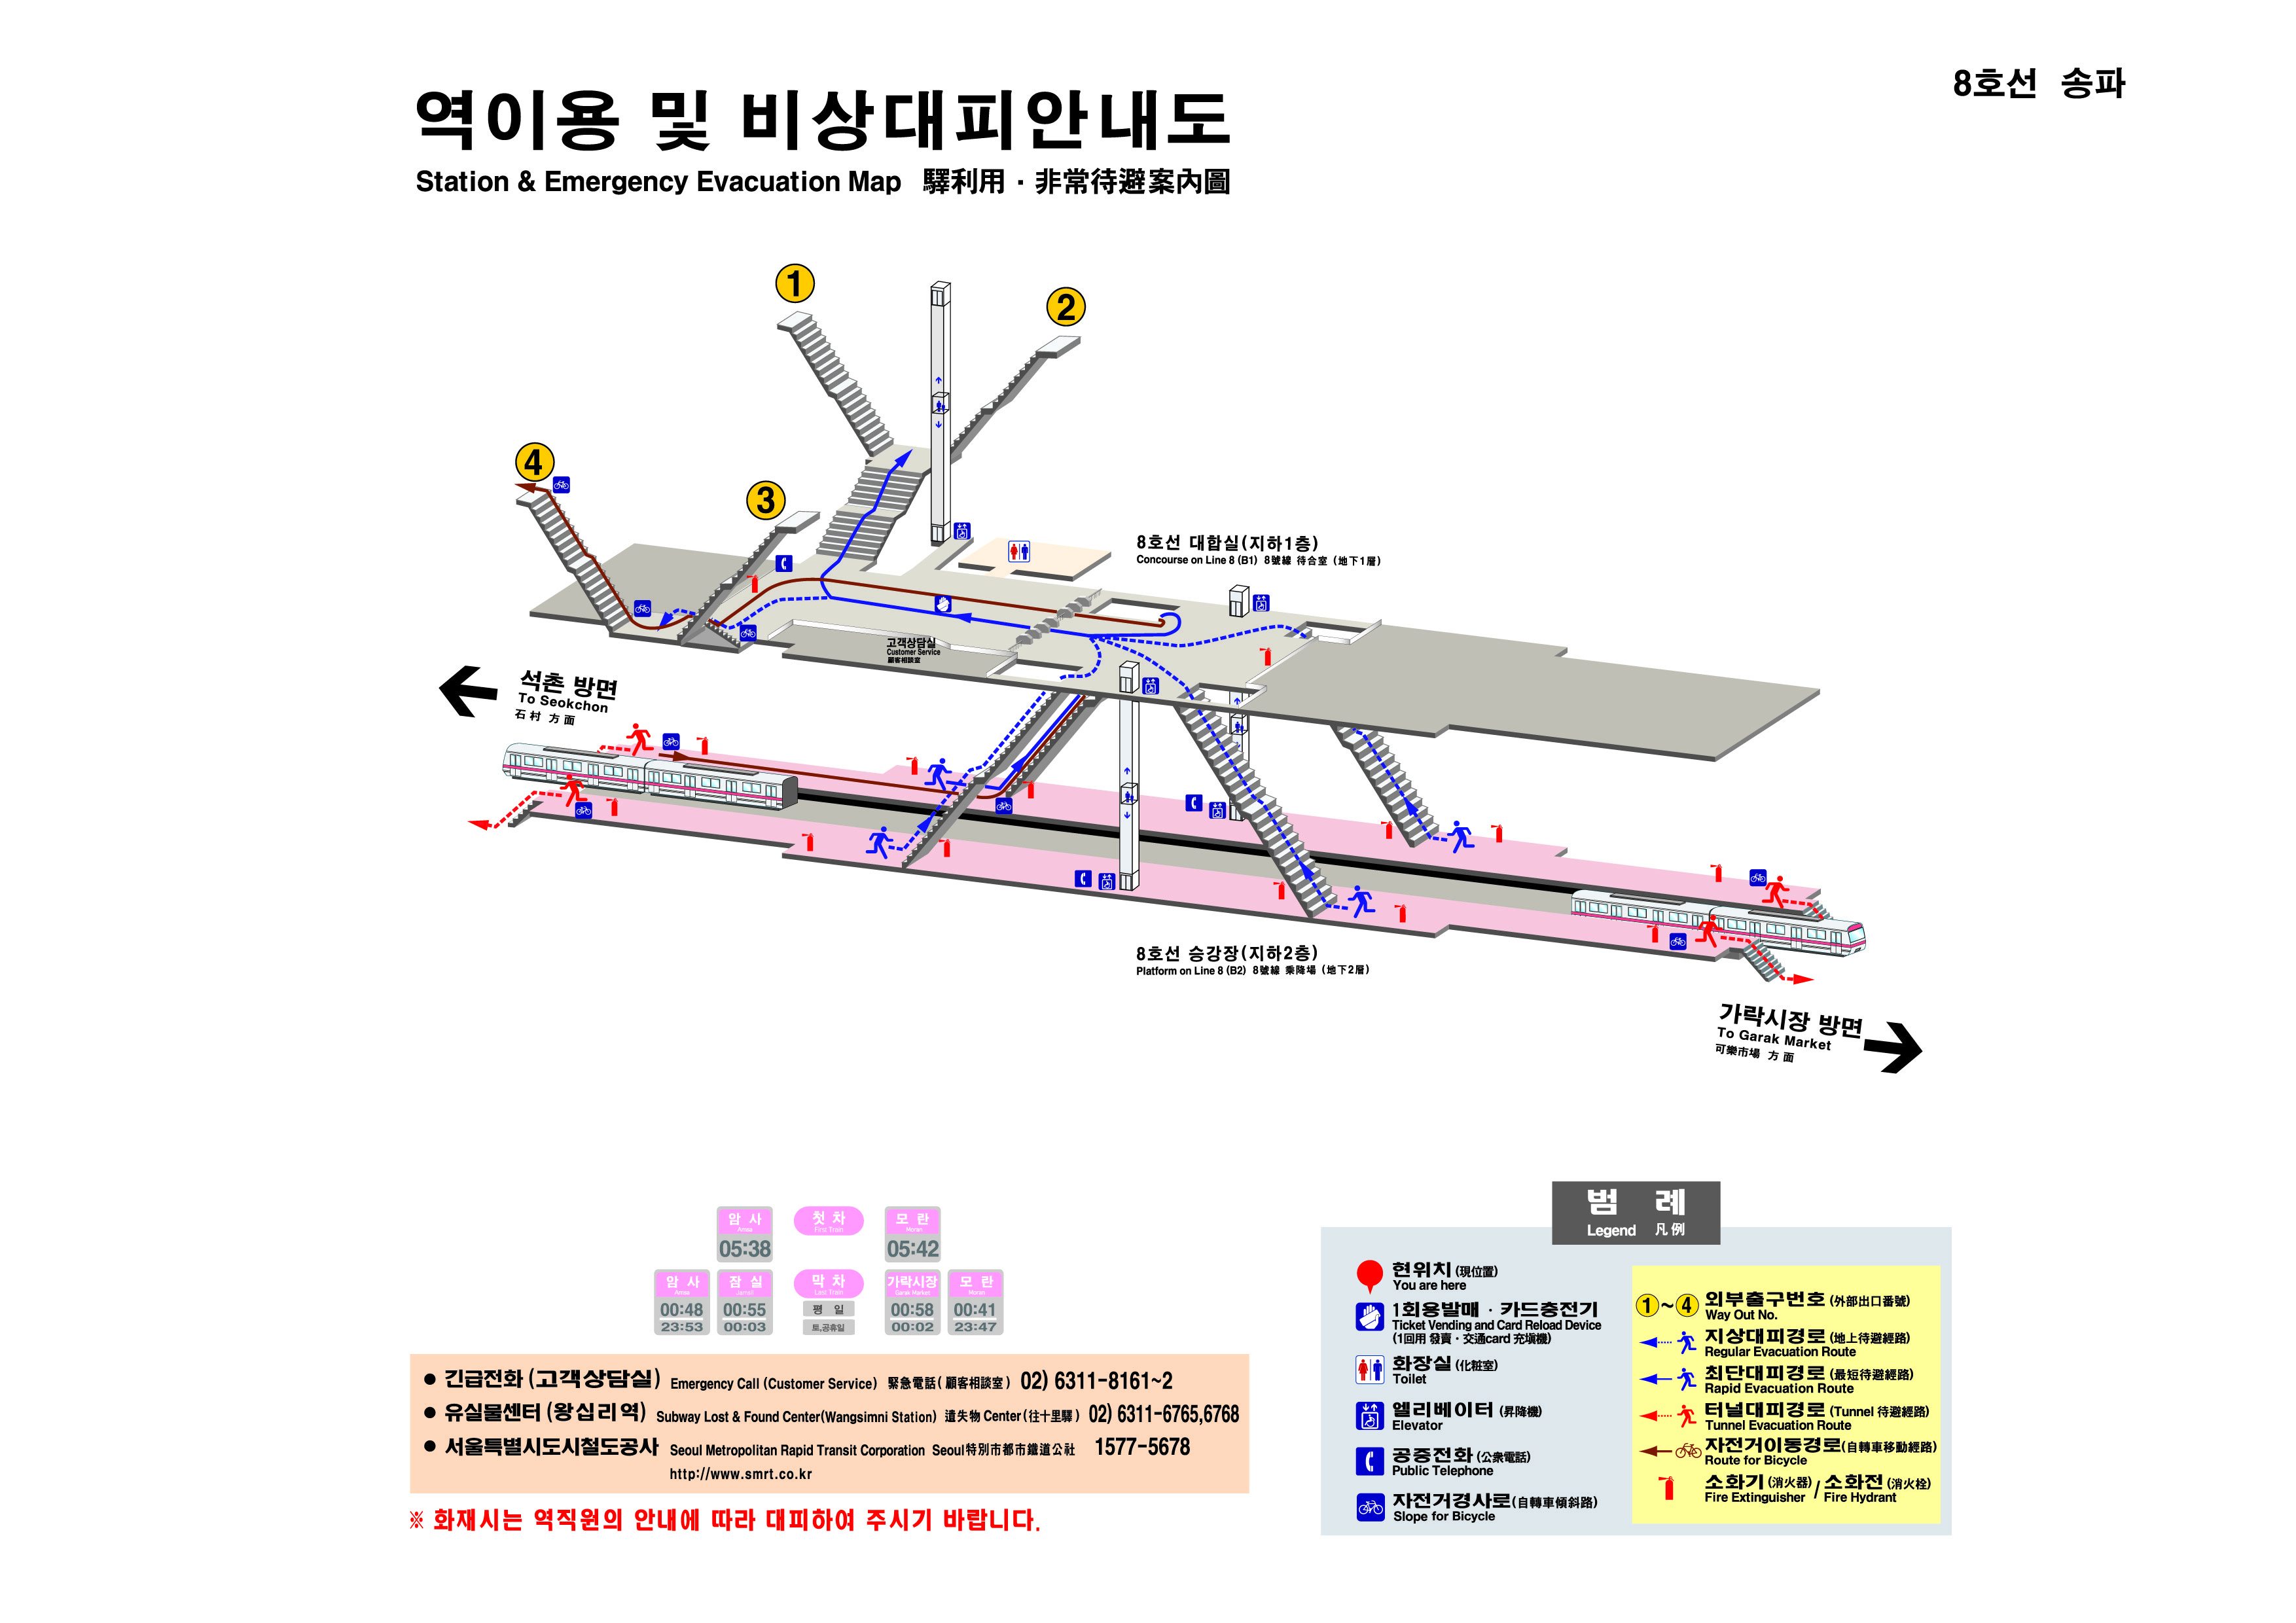 8호선 송파
역이용 및 비상대피안내도
Station & Emergency Evacuation Map 驛利用 · 非常待避案內圖
1
2
4
3
8호선 대합실(지하1층)
Concourse on Line 8 (B1) 8號線 待合室 (地下1層)
고객상담실
Customer Service
顧客相談室
석촌 방면
To Seokchon
石村 方面
8호선 승강장(지하2층)
Platform on Line 8 (B2) 8號線 乘降場 (地下2層)
가락시장 방면
To Garak Market
可樂市場 方面
암사 첫차 모란
Amsa First Train Moran
05:38 05:42
암사 잠실 막차 가락시장 모란
Amsa Jamsil Last Train Garak Market Moran
00:48 00:55 평일 00:58 00:41
23:53 00:03 토,공휴일 00:02 23:47
● 긴급전화 (고객상담실) Emergency Call (Customer Service) 緊急電話 (顧客相談室) 02) 6311-8161~2
● 유실물센터 (왕십리역) Subway Lost & Found Center(Wangsimni Station) 遺失物 Center (往十里驛) 02) 6311-6765,6768
● 서울특별시도시철도공사 Seoul Metropolitan Rapid Transit Corporation Seoul特別市都市鐵道公社 1577-5678
http://www.smrt.co.kr
※ 화재시는 역직원의 안내에 따라 대피하여 주시기 바랍니다.
범례
Legend 凡例
현위치 (現位置)
You are here
1회용발매 · 카드충전기
Ticket Vending and Card Reload Device
(1回用 發賣 · 交通card 充塡機)
화장실 (化粧室)
Toilet
엘리베이터 (昇降機)
Elevator
공중전화 (公衆電話)
Public Telephone
자전거경사로 (自轉車傾斜路)
Slope for Bicycle
1~4 외부출구번호 (外部出口番號)
Way Out No.
지상대피경로 (地上待避經路)
Regular Evacuation Route
최단대피경로 (最短待避經路)
Rapid Evacuation Route
터널대피경로 (Tunnel 待避經路)
Tunnel Evacuation Route
자전거이동경로 (自轉車移動經路)
Route for Bicycle
소화기 (消火器) / 소화전 (消火栓)
Fire Extinguisher / Fire Hydrant